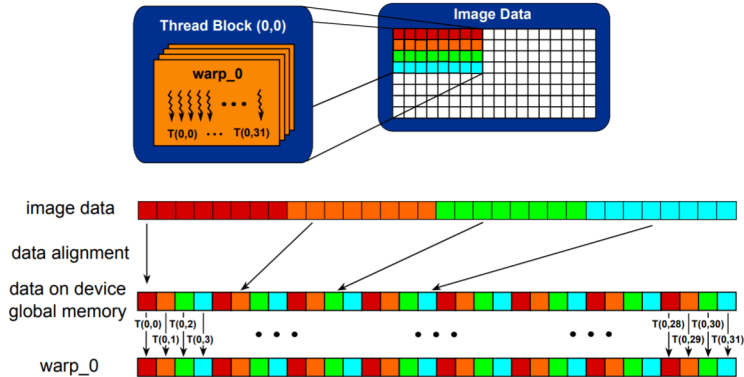 Thread Block (0,0)
Image Data
warp_0
T(0,0) ... T(0,31)
image data
data alignment
data on device
global memory
T(0,0) T(0,2) T(0,28) T(0,30)
T(0,1) T(0,3) T(0,29) T(0,31)
warp_0